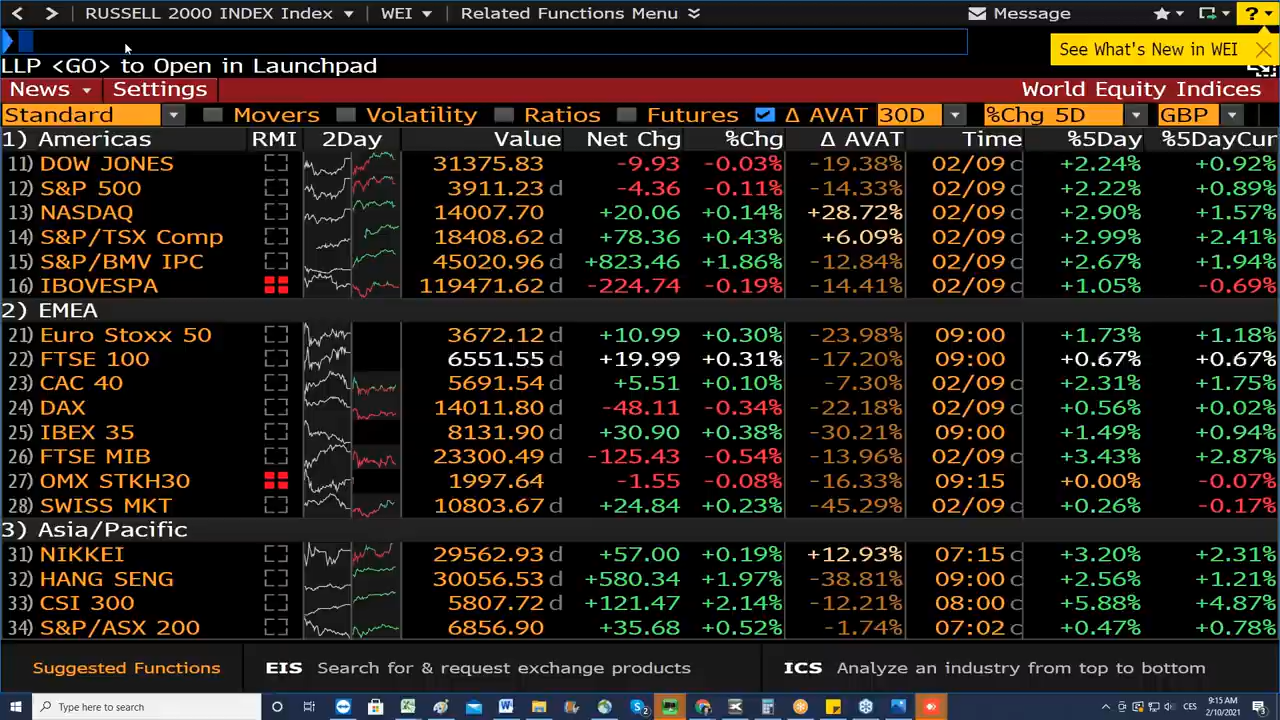 RUSSELL 2000 INDEX Index WEI Related Functions Menu Message ?
LLP <GO> to Open in Launchpad
See What's New in WEI
News Settings World Equity Indices
Standard Movers Volatility Ratios Futures Δ AVAT 30D %Chg 5D GBP
1) Americas RMI 2Day Value Net Chg %Chg Δ AVAT Time %5Day %5DayCur
11) DOW JONES 31375.83 -9.93 -0.03% -19.38% 02/09 c +2.24% +0.92%
12) S&P 500 3911.23 d -4.36 -0.11% -14.33% 02/09 c +2.22% +0.89%
13) NASDAQ 14007.70 +20.06 +0.14% +28.72% 02/09 c +2.90% +1.57%
14) S&P/TSX Comp 18408.62 d +78.36 +0.43% +6.09% 02/09 c +2.99% +2.41%
15) S&P/BMV IPC 45020.96 d +823.46 +1.86% -12.84% 02/09 c +2.67% +1.94%
16) IBOVESPA 119471.62 d -224.74 -0.19% -14.41% 02/09 c +1.05% -0.69%
2) EMEA
21) Euro Stoxx 50 3672.12 d +10.99 +0.30% -23.98% 09:00 +1.73% +1.18%
22) FTSE 100 6551.55 d +19.99 +0.31% -17.20% 09:00 +0.67% +0.67%
23) CAC 40 5691.54 d +5.51 +0.10% -7.30% 02/09 c +2.31% +1.75%
24) DAX 14011.80 d -48.11 -0.34% -22.18% 02/09 c +0.56% +0.02%
25) IBEX 35 8131.90 d +30.90 +0.38% -30.21% 09:00 +1.49% +0.94%
26) FTSE MIB 23300.49 d -125.43 -0.54% -13.96% 02/09 c +3.43% +2.87%
27) OMX STKH30 1997.64 -1.55 -0.08% -16.33% 09:15 +0.00% -0.07%
28) SWISS MKT 10803.67 d +24.84 +0.23% -45.29% 02/09 c +0.26% -0.17%
3) Asia/Pacific
31) NIKKEI 29562.93 d +57.00 +0.19% +12.93% 07:15 c +3.20% +2.31%
32) HANG SENG 30056.53 d +580.34 +1.97% -38.81% 09:00 c +2.56% +1.21%
33) CSI 300 5807.72 d +121.47 +2.14% -12.21% 08:00 c +5.88% +4.87%
34) S&P/ASX 200 6856.90 +35.68 +0.52% -1.74% 07:02 c +0.47% +0.78%
Suggested Functions EIS Search for & request exchange products ICS Analyze an industry from top to bottom
Type here to search CES 9:15 AM
2/10/2021